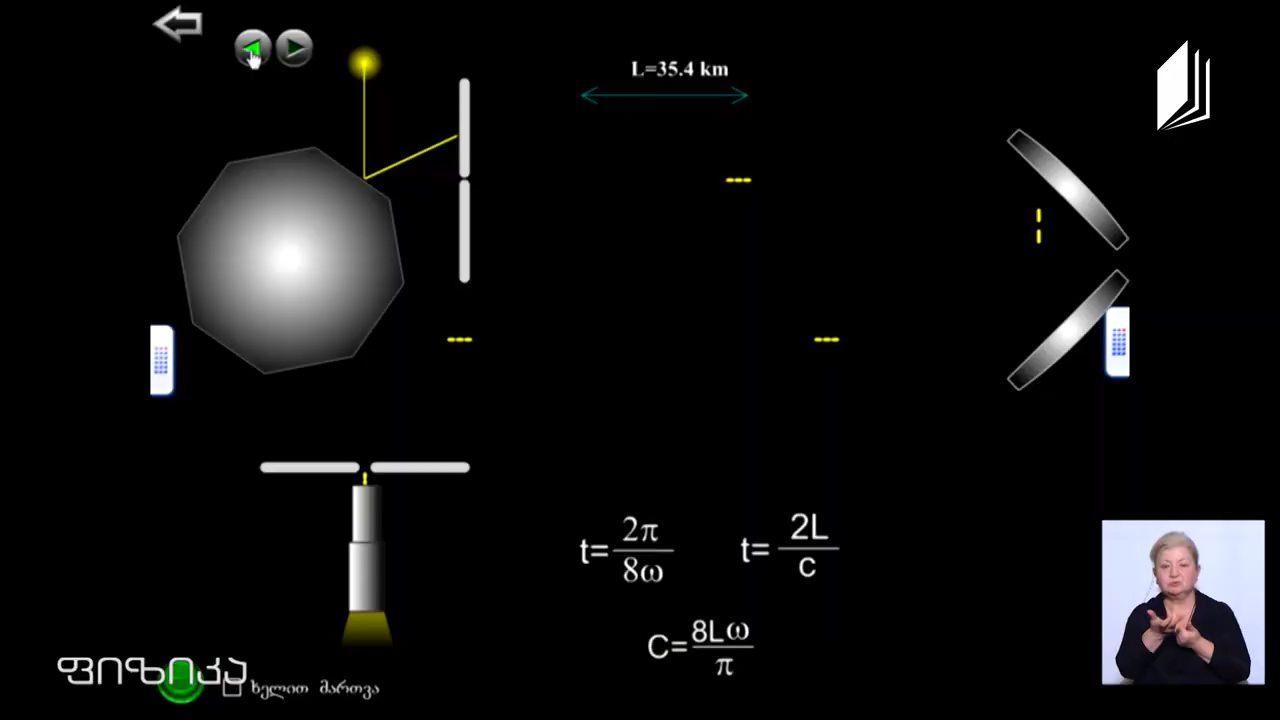 L=35.4 km
t=2π/8ω
t=2L/c
C=8Lω/π
ფიზიკა
ხელით მართვა